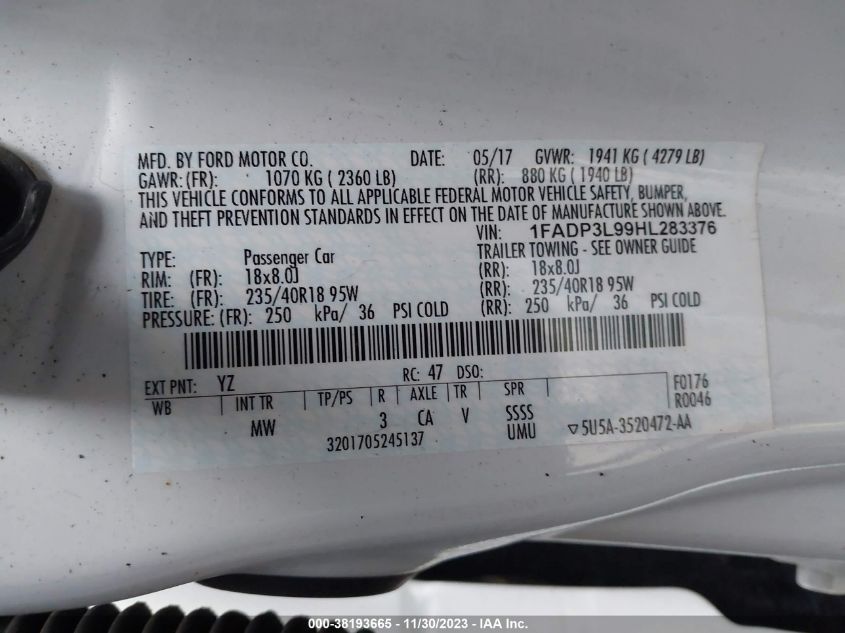 MFD. BY FORD MOTOR CO. DATE: 05/17 GVWR: 1941 KG ( 4279 LB)
GAWR: (FR): 1070 KG ( 2360 LB) (RR): 880 KG ( 1940 LB)
THIS VEHICLE CONFORMS TO ALL APPLICABLE FEDERAL MOTOR VEHICLE SAFETY, BUMPER,
AND THEFT PREVENTION STANDARDS IN EFFECT ON THE DATE OF MANUFACTURE SHOWN ABOVE.
VIN: 1FADP3L99HL283376
TYPE: Passenger Car TRAILER TOWING - SEE OWNER GUIDE
RIM: (FR): 18x8.0J (RR): 18x8.0J
TIRE: (FR): 235/40R18 95W (RR): 235/40R18 95W
PRESSURE: (FR): 250 kPa/ 36 PSI COLD (RR): 250 kPa/ 36 PSI COLD
EXT PNT: YZ RC: 47 DSO:
WB INT TR TP/PS R AXLE TR SPR F0176
R0046
MW 3 CA V SSSS
UMU ▽5U5A-3520472-AA
3201705245137
000-38193665 - 11/30/2023 - IAA Inc.